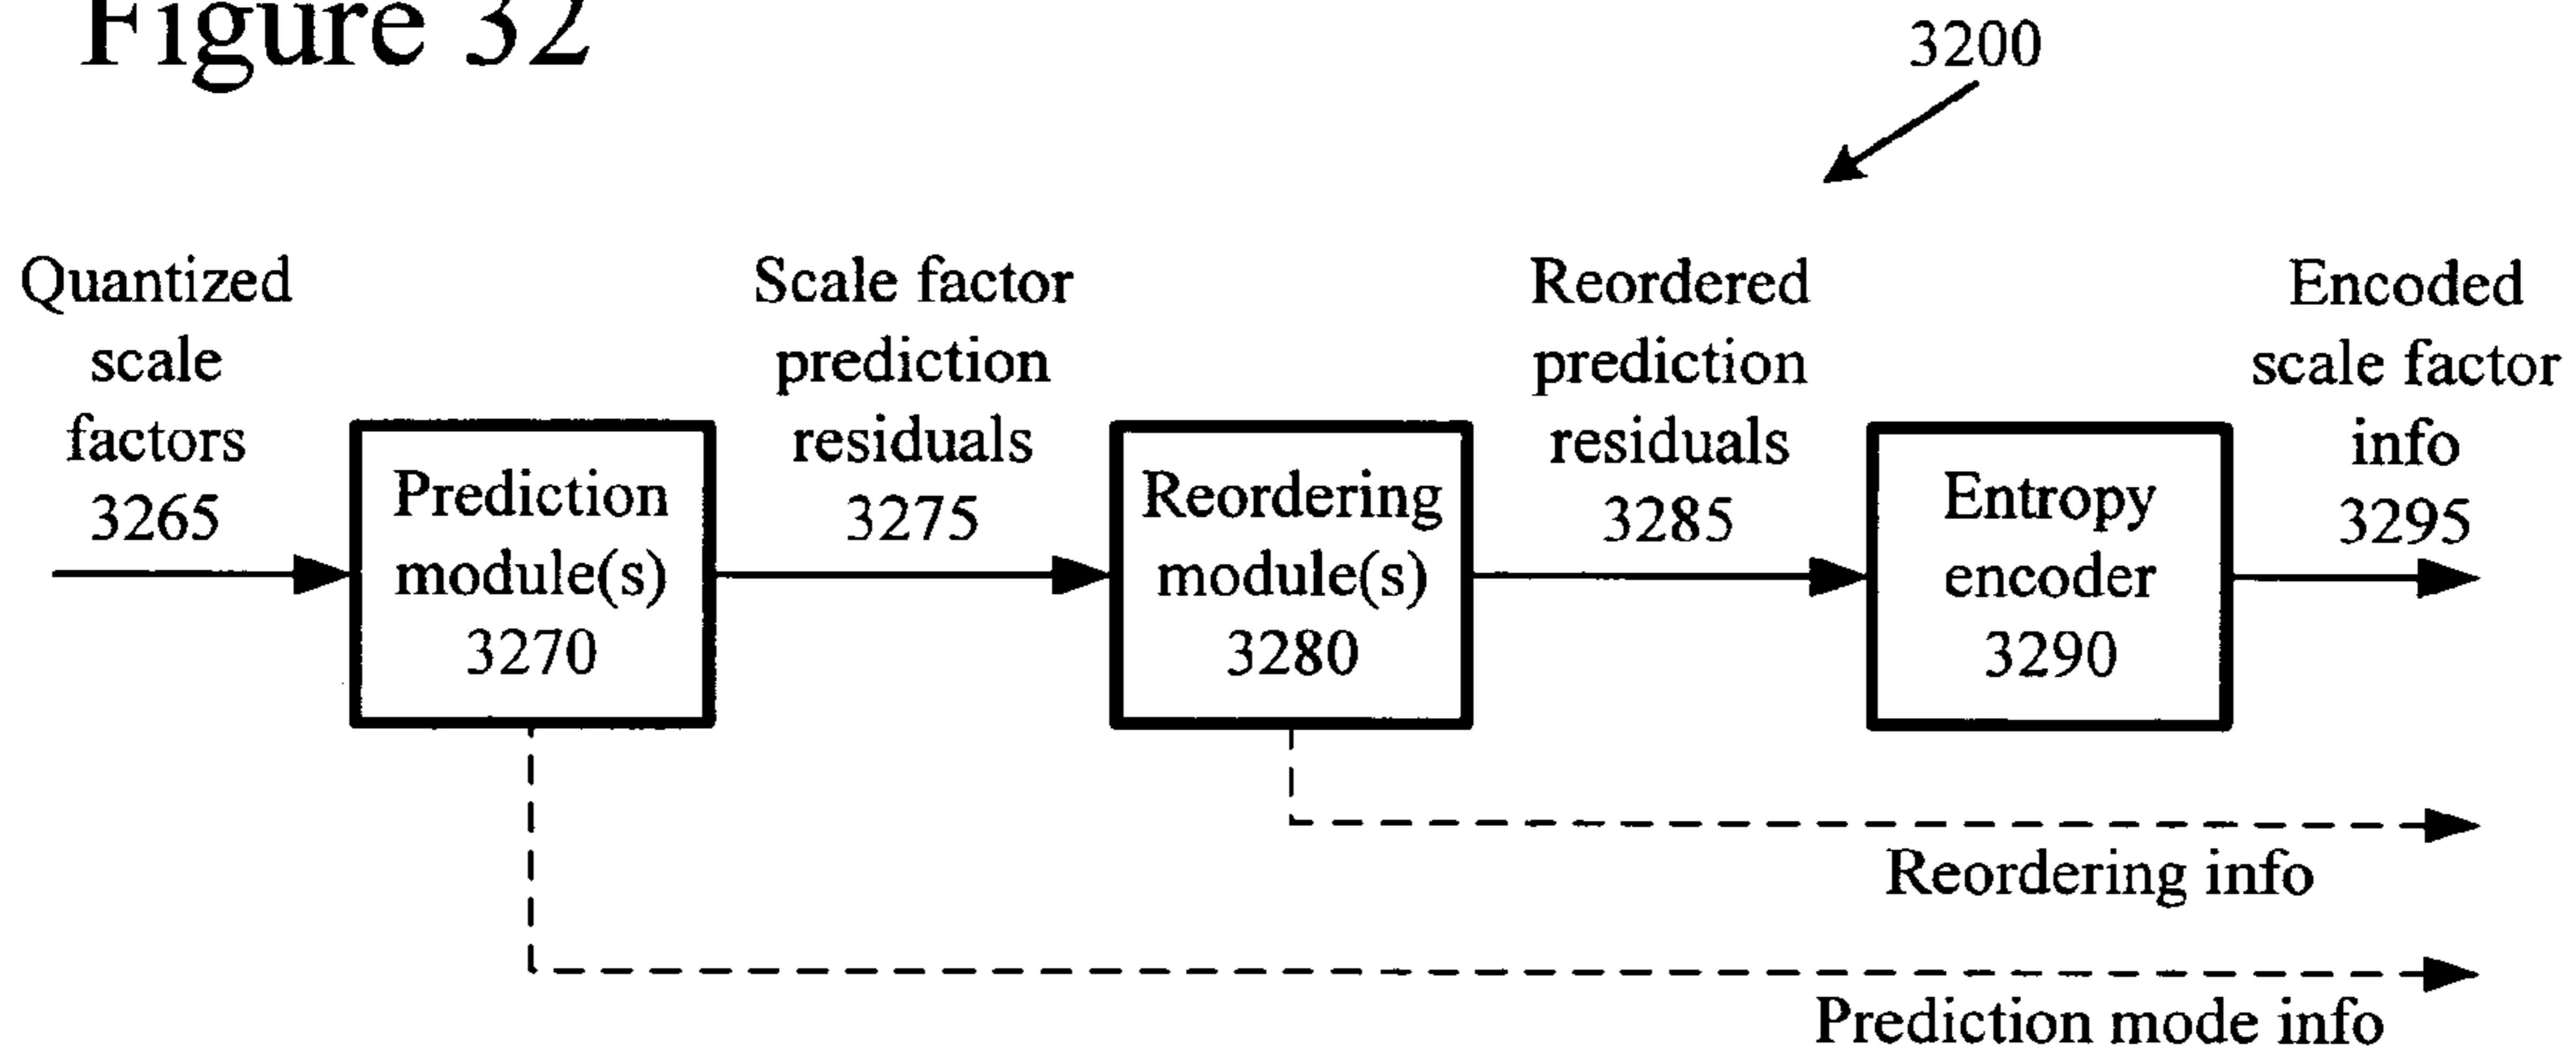 Figure 32
3200
Quantized
scale
factors
3265
Prediction
module(s)
3270
Scale factor
prediction
residuals
3275
Reordering
module(s)
3280
Reordered
prediction
residuals
3285
Entropy
encoder
3290
Encoded
scale factor
info
3295
Reordering info
Prediction mode info